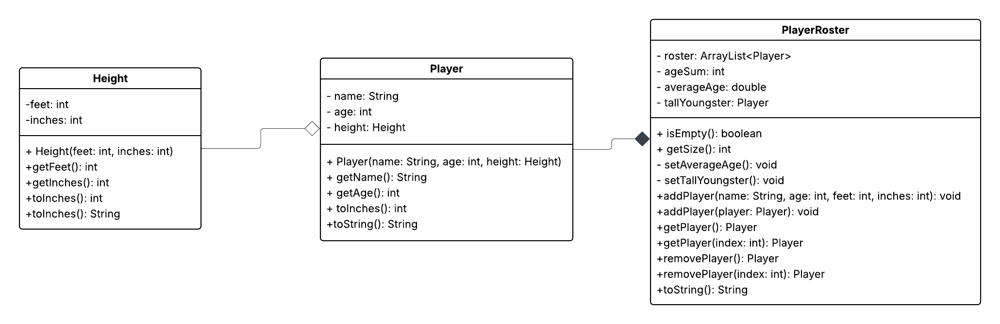 Height
-feet: int
-inches: int
+ Height(feet: int, inches: int)
+getFeet(): int
+getInches(): int
+toInches(): int
+toInches(): String
Player
- name: String
- age: int
- height: Height
+ Player(name: String, age: int, height: Height)
+ getName(): String
+ getAge(): int
+ toInches(): int
+toString(): String
PlayerRoster
- roster: ArrayList<Player>
- ageSum: int
- averageAge: double
- tallYoungster: Player
+ isEmpty(): boolean
+ getSize(): int
- setAverageAge(): void
- setTallYoungster(): void
+addPlayer(name: String, age: int, feet: int, inches: int): void
+addPlayer(player: Player): void
+getPlayer(): Player
+getPlayer(index: int): Player
+removePlayer(): Player
+removePlayer(index: int): Player
+toString(): String